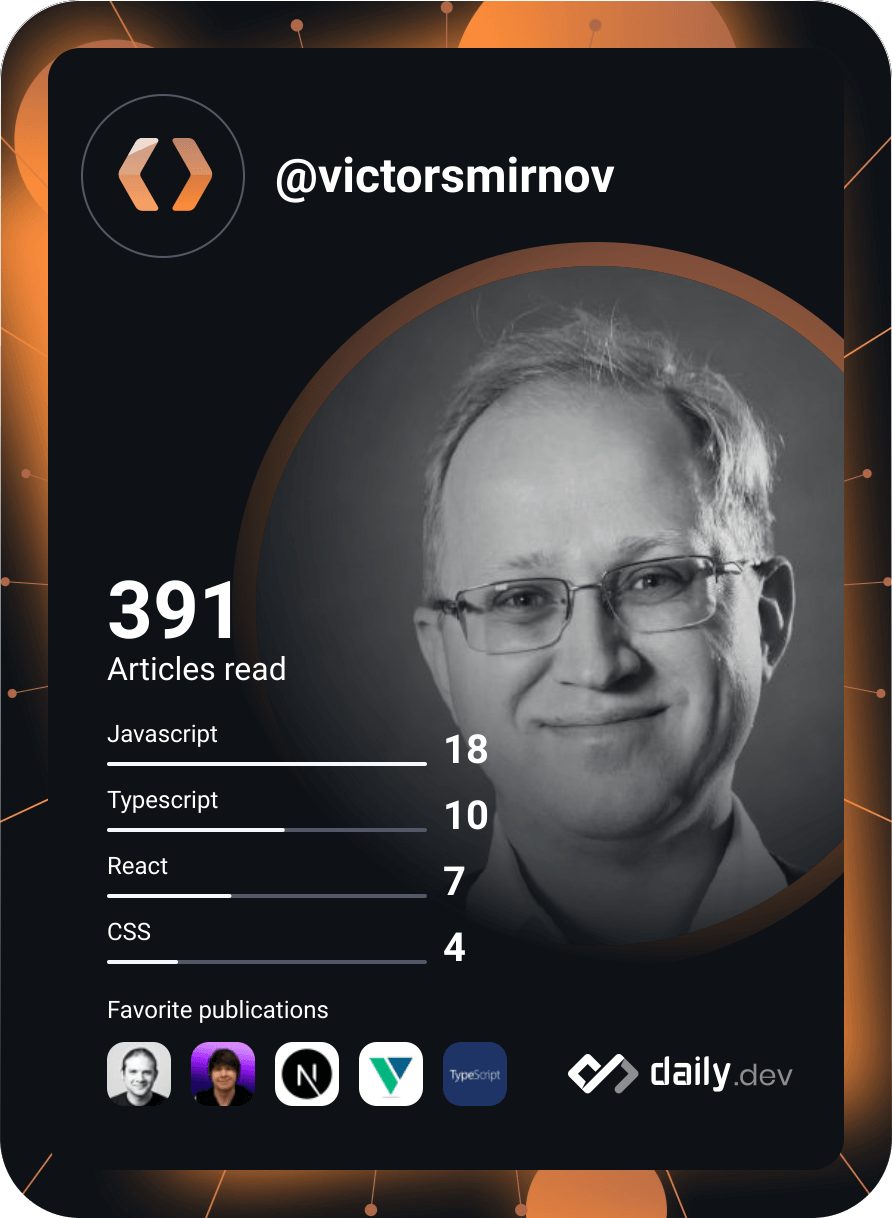 @victorsmirnov
391
Articles read
Javascript
18
Typescript
10
React
7
CSS
4
Favorite publications
N
TypeScript
daily.dev